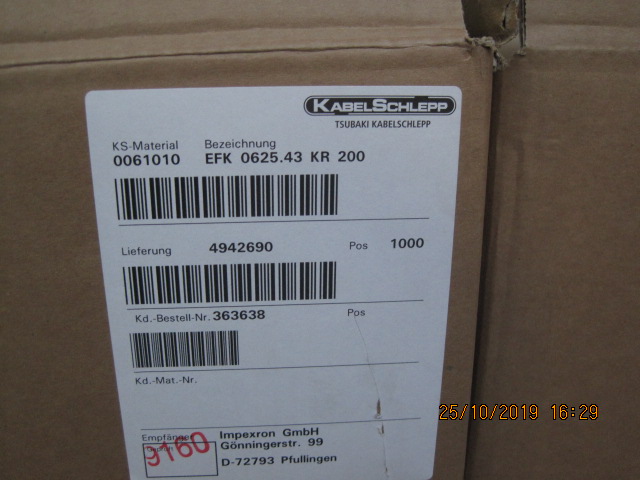 KABELSCHLEPP
TSUBAKI KABELSCHLEPP
KS-Material Bezeichnung
0061010 EFK 0625.43 KR 200
Lieferung 4942690 Pos 1000
Kd.-Bestell-Nr. 363638 Pos
Kd.-Mat.-Nr.
Empfänger Impexron GmbH
Gönningerstr. 99
9160
D-72793 Pfullingen
25/10/2019 16:29